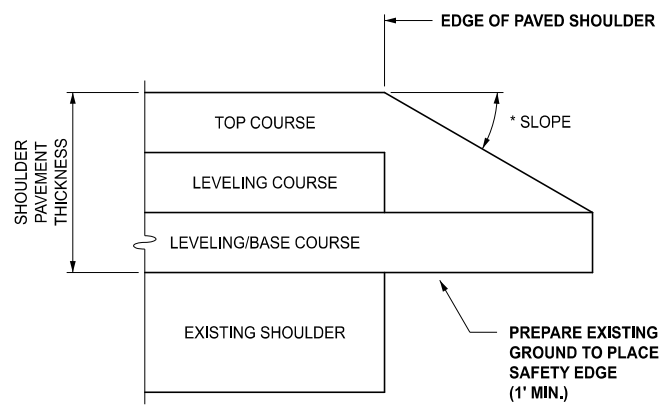 EDGE OF PAVED SHOULDER
TOP COURSE
* SLOPE
SHOULDER
PAVEMENT
THICKNESS
LEVELING COURSE
LEVELING/BASE COURSE
EXISTING SHOULDER
PREPARE EXISTING
GROUND TO PLACE
SAFETY EDGE
(1' MIN.)